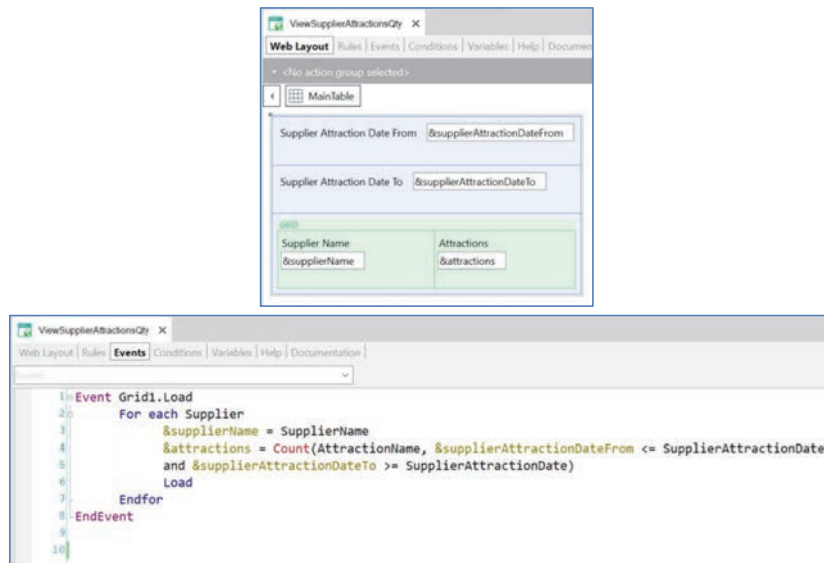 ViewSupplierAttractionsQty X
Web Layout | Rules | Events | Conditions | Variables | Help | Documen
<No action group selected>
MainTable
Supplier Attraction Date From &supplierAttractionDateFrom
Supplier Attraction Date To &supplierAttractionDateTo
GRID
Supplier Name Attractions
&supplierName &attractions
ViewSupplierAttractionsQty X
Web Layout | Rules | Events | Conditions | Variables | Help | Documentation |
1 Event Grid1.Load
2 For each Supplier
3 &supplierName = SupplierName
4 &attractions = Count(AttractionName, &supplierAttractionDateFrom <= SupplierAttractionDate
5 and &supplierAttractionDateTo >= SupplierAttractionDate)
6 Load
7 Endfor
8 EndEvent
9
10